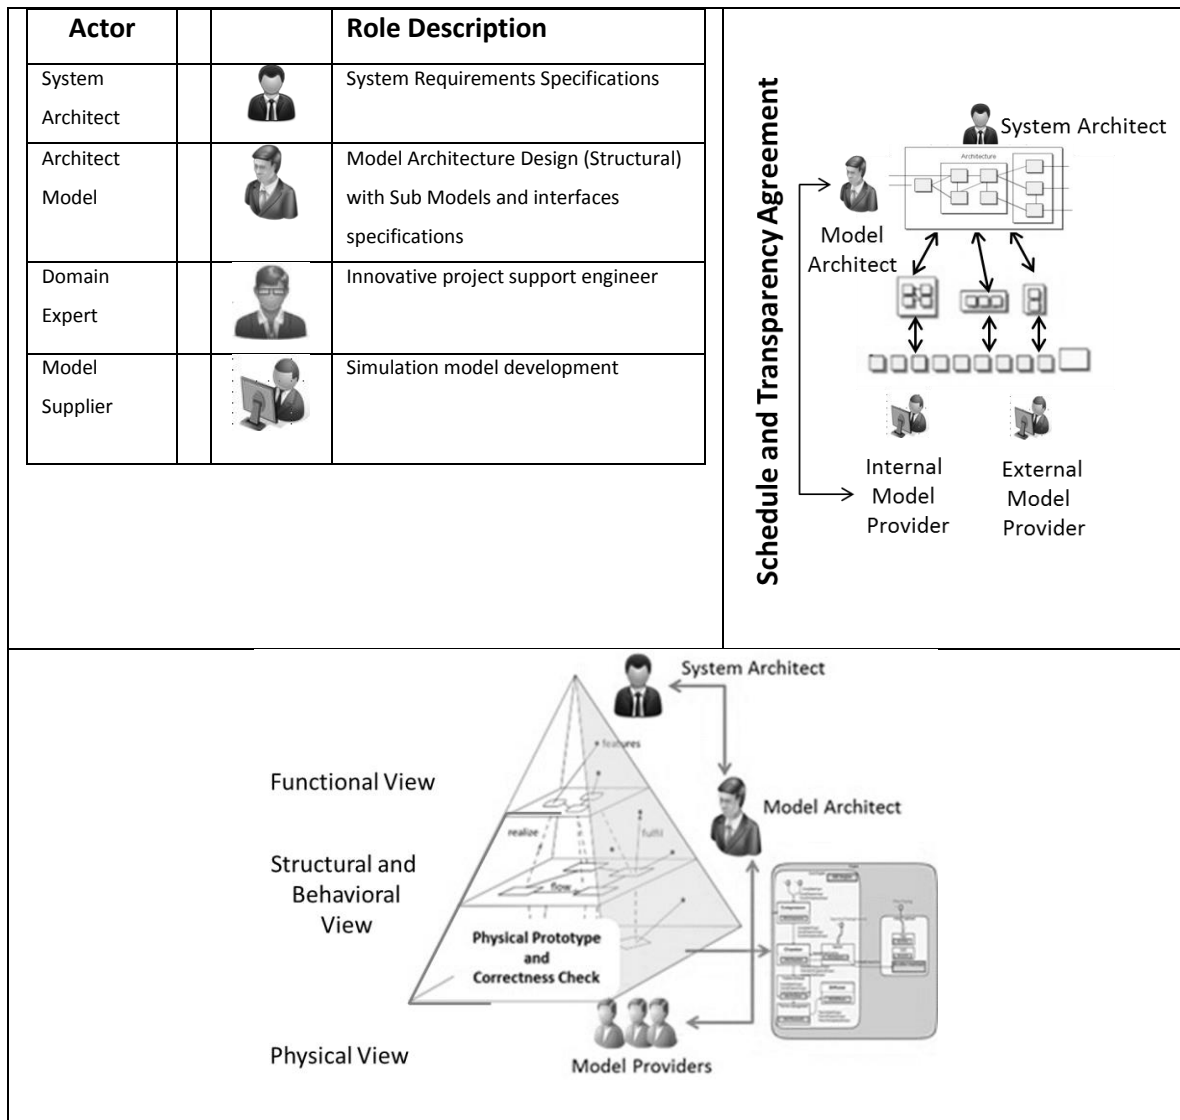 Actor Role Description
System
Architect
System Requirements Specifications
Architect
Model
Model Architecture Design (Structural)
with Sub Models and interfaces
specifications
Domain
Expert
Innovative project support engineer
Model
Supplier
Simulation model development
Schedule and Transparency Agreement
System Architect
Architecture
Model
Architect
Internal
Model
Provider
External
Model
Provider
System Architect
features
Functional View
Model Architect
realize
fulfil
Structural and
Behavioral
View
flow
Physical Prototype
and
Correctness Check
Physical View
Model Providers